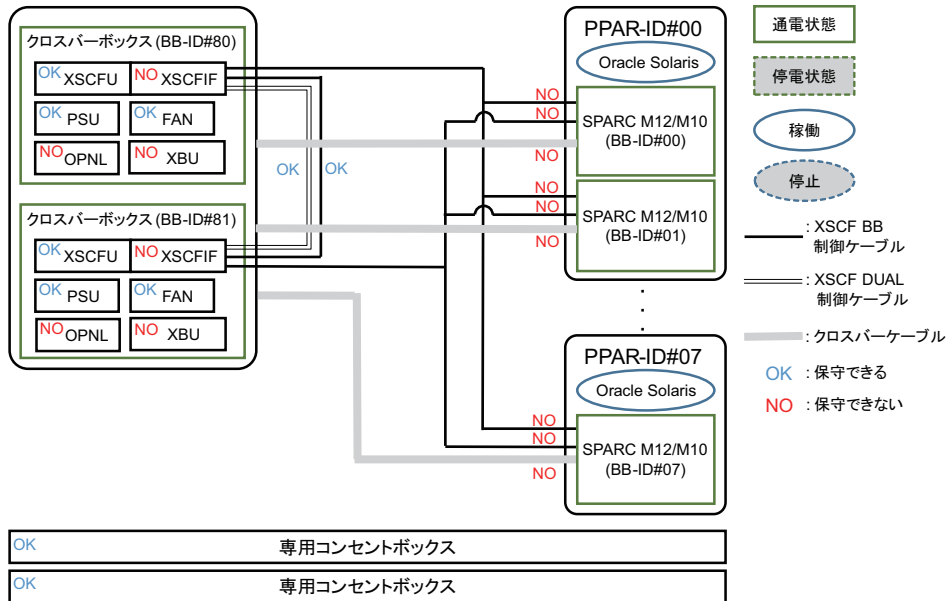 クロスバーボックス (BB-ID#80)
OK XSCFU
NO XSCFIF
OK PSU
OK FAN
NO OPNL
NO XBU
クロスバーボックス (BB-ID#81)
OK XSCFU
NO XSCFIF
OK PSU
OK FAN
NO OPNL
NO XBU
OK
OK
PPAR-ID#00
Oracle Solaris
NO
NO
SPARC M12/M10
(BB-ID#00)
NO
NO
NO
SPARC M12/M10
(BB-ID#01)
NO
PPAR-ID#07
Oracle Solaris
NO
NO
SPARC M12/M10
(BB-ID#07)
NO
通電状態
停電状態
稼働
停止
: XSCF BB
制御ケーブル
: XSCF DUAL
制御ケーブル
: クロスバーケーブル
OK : 保守できる
NO : 保守できない
OK 専用コンセントボックス
OK 専用コンセントボックス